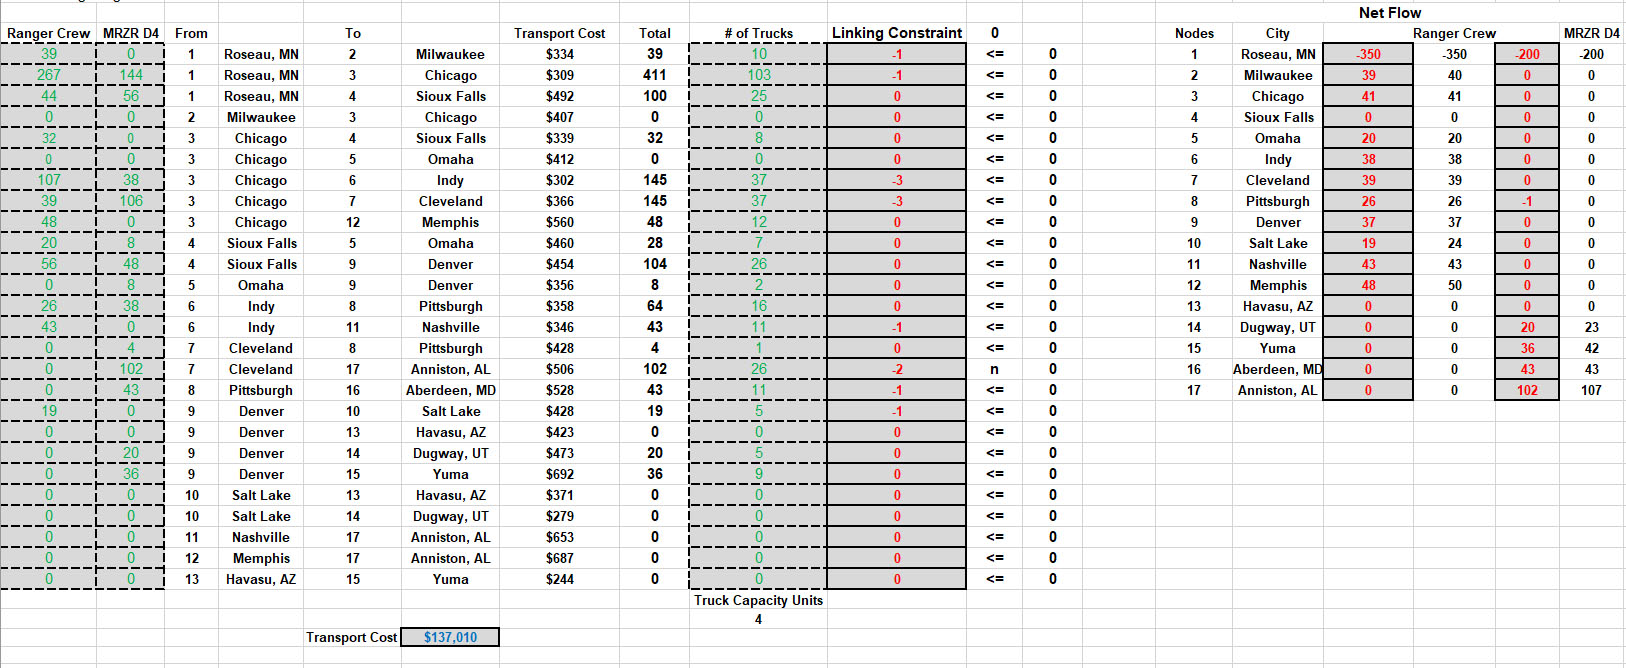 Net Flow
Ranger Crew MRZR D4 From To Transport Cost Total # of Trucks Linking Constraint 0 Nodes City Ranger Crew MRZR D4
39 0 1 Roseau, MN 2 Milwaukee $334 39 10 -1 <= 0 1 Roseau, MN -350 -350 -200 -200
267 144 1 Roseau, MN 3 Chicago $309 411 103 -1 <= 0 2 Milwaukee 39 40 0 0
44 56 1 Roseau, MN 4 Sioux Falls $492 100 25 0 <= 0 3 Chicago 41 41 0 0
0 0 2 Milwaukee 3 Chicago $407 0 0 0 <= 0 4 Sioux Falls 0 0 0 0
32 0 3 Chicago 4 Sioux Falls $339 32 8 0 <= 0 5 Omaha 20 20 0 0
0 0 3 Chicago 5 Omaha $412 0 0 0 <= 0 6 Indy 38 38 0 0
107 38 3 Chicago 6 Indy $302 145 37 -3 <= 0 7 Cleveland 39 39 0 0
39 106 3 Chicago 7 Cleveland $366 145 37 -3 <= 0 8 Pittsburgh 26 26 -1 0
48 0 3 Chicago 12 Memphis $560 48 12 0 <= 0 9 Denver 37 37 0 0
20 8 4 Sioux Falls 5 Omaha $460 28 7 0 <= 0 10 Salt Lake 19 24 0 0
56 48 4 Sioux Falls 9 Denver $454 104 26 0 <= 0 11 Nashville 43 43 0 0
0 8 5 Omaha 9 Denver $356 8 2 0 <= 0 12 Memphis 48 50 0 0
26 38 6 Indy 8 Pittsburgh $358 64 16 0 <= 0 13 Havasu, AZ 0 0 0 0
43 0 6 Indy 11 Nashville $346 43 11 -1 <= 0 14 Dugway, UT 0 0 20 23
0 4 7 Cleveland 8 Pittsburgh $428 4 1 0 <= 0 15 Yuma 0 0 36 42
0 102 7 Cleveland 17 Anniston, AL $506 102 26 -2 n 0 16 Aberdeen, MD 0 0 43 43
0 43 8 Pittsburgh 16 Aberdeen, MD $528 43 11 -1 <= 0 17 Anniston, AL 0 0 102 107
19 0 9 Denver 10 Salt Lake $428 19 5 -1 <= 0
0 0 9 Denver 13 Havasu, AZ $423 0 0 0 <= 0
0 20 9 Denver 14 Dugway, UT $473 20 5 0 <= 0
0 36 9 Denver 15 Yuma $692 36 9 0 <= 0
0 0 10 Salt Lake 13 Havasu, AZ $371 0 0 0 <= 0
0 0 10 Salt Lake 14 Dugway, UT $279 0 0 0 <= 0
0 0 11 Nashville 17 Anniston, AL $653 0 0 0 <= 0
0 0 12 Memphis 17 Anniston, AL $687 0 0 0 <= 0
0 0 13 Havasu, AZ 15 Yuma $244 0 0 0 <= 0
Truck Capacity Units
4
Transport Cost $137,010